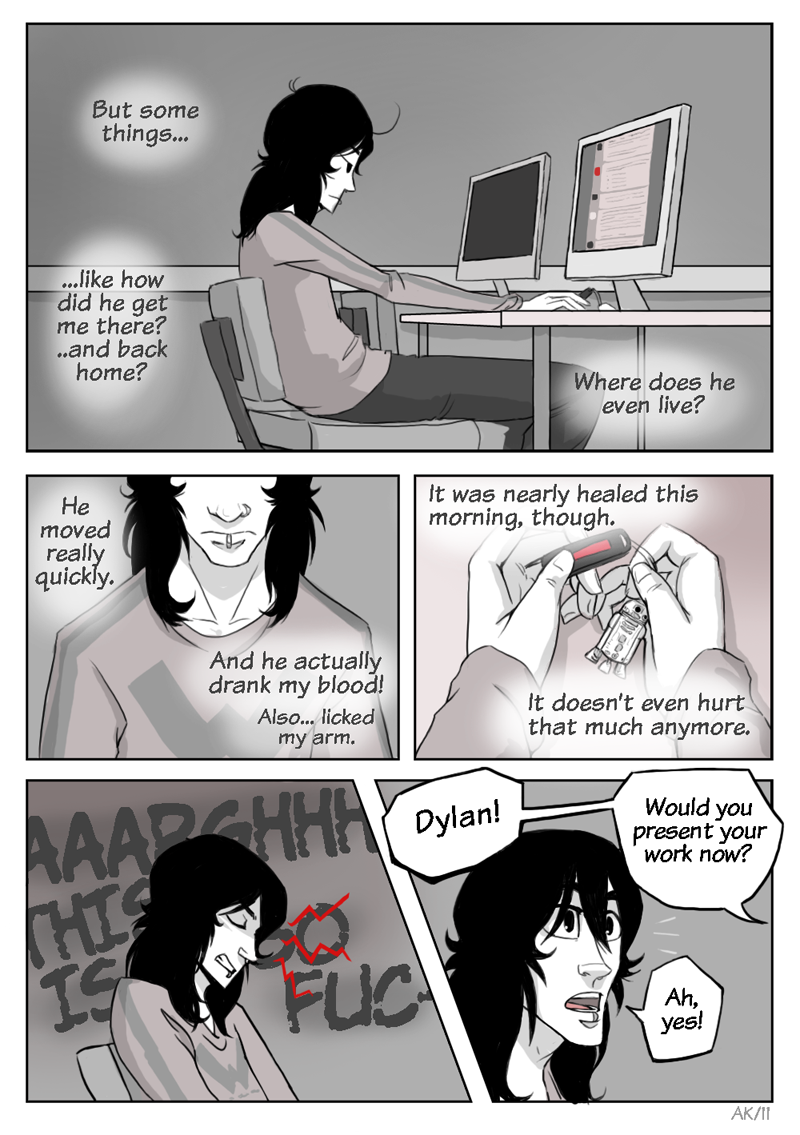 But some
things...
...like how
did he get
me there?
..and back
home?
Where does he
even live?
He
moved
really
quickly.
And he actually
drank my blood!
Also... licked
my arm.
It was nearly healed this
morning, though.
It doesn't even hurt
that much anymore.
AAARGHHH
THIS
IS SO
FUC-
Dylan!
Would you
present your
work now?
Ah,
yes!
AK/11